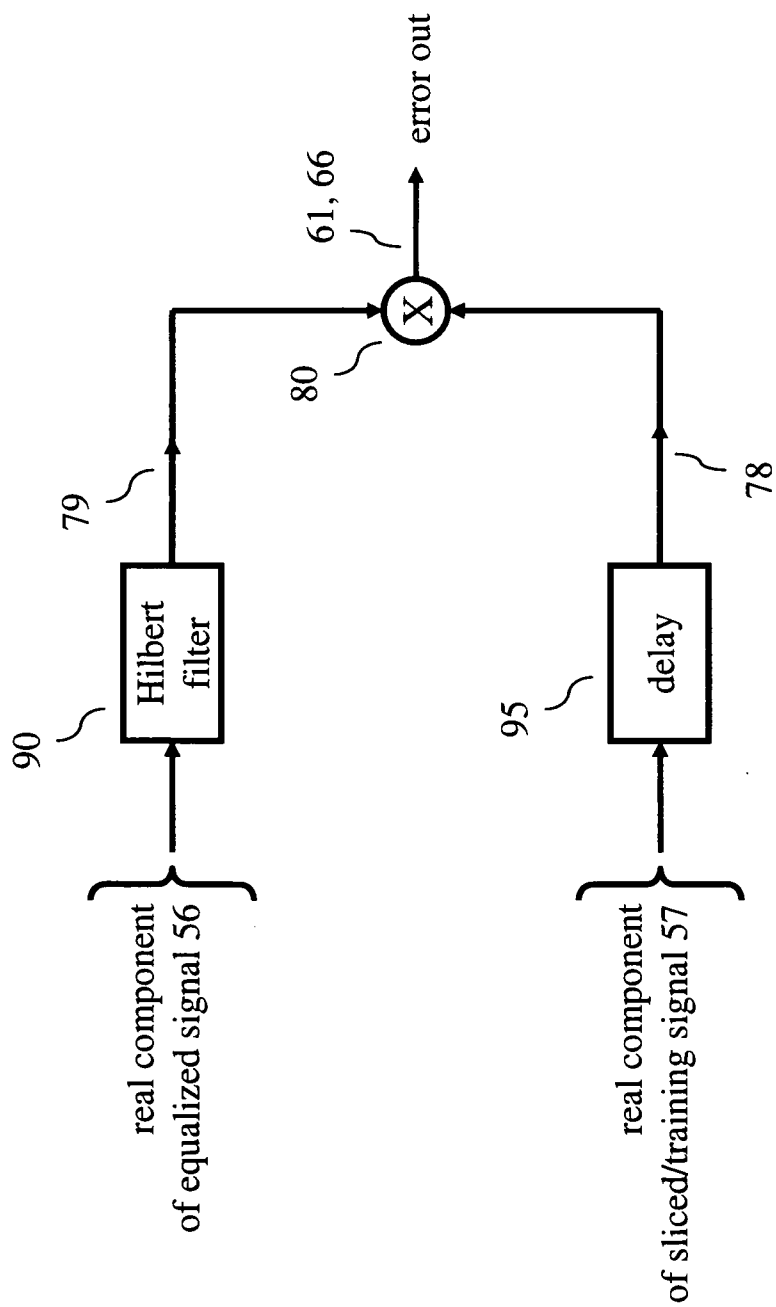 90
Hilbert
filter
79
real component
of equalized signal 56
80
X
61, 66
error out
95
delay
78
real component
of sliced/training signal 57